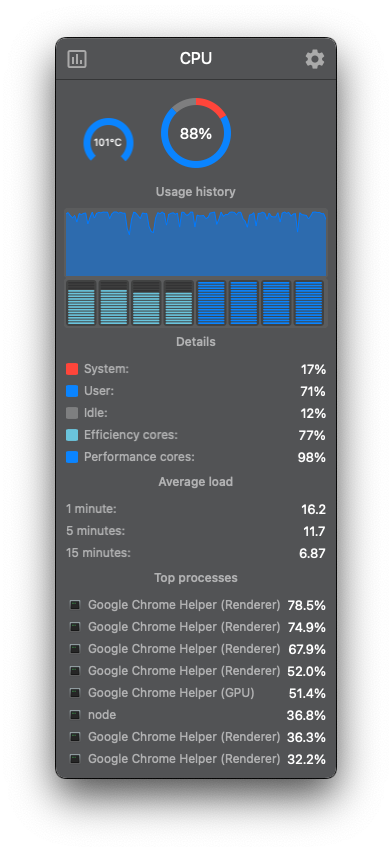 CPU
101°C
88%
Usage history
Details
System: 17%
User: 71%
Idle: 12%
Efficiency cores: 77%
Performance cores: 98%
Average load
1 minute: 16.2
5 minutes: 11.7
15 minutes: 6.87
Top processes
Google Chrome Helper (Renderer) 78.5%
Google Chrome Helper (Renderer) 74.9%
Google Chrome Helper (Renderer) 67.9%
Google Chrome Helper (Renderer) 52.0%
Google Chrome Helper (GPU) 51.4%
node 36.8%
Google Chrome Helper (Renderer) 36.3%
Google Chrome Helper (Renderer) 32.2%